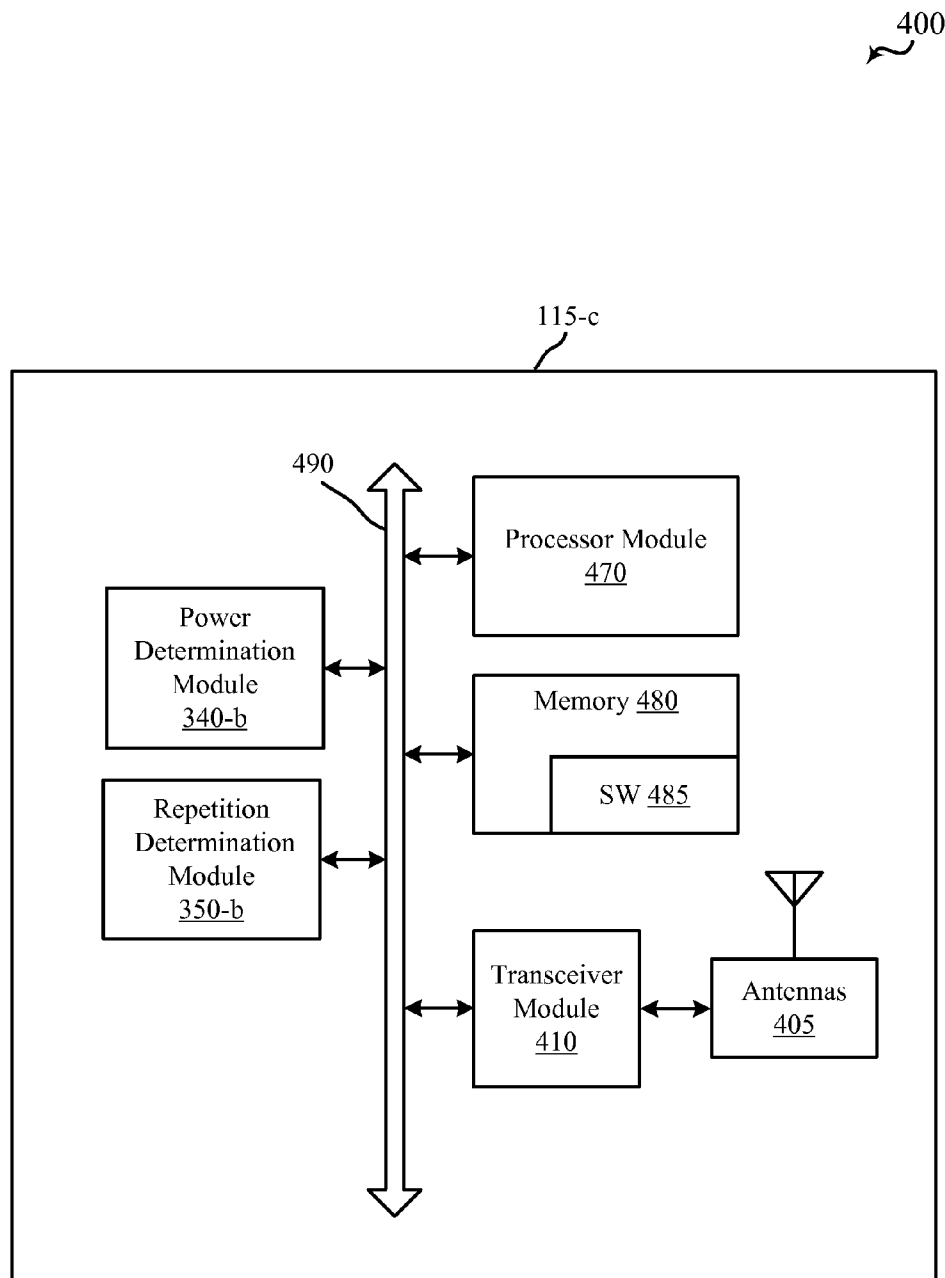 400
115-c
490
Processor Module
470
Power
Determination
Module
340-b
Memory 480
SW 485
Repetition
Determination
Module
350-b
Transceiver
Module
410
Antennas
405